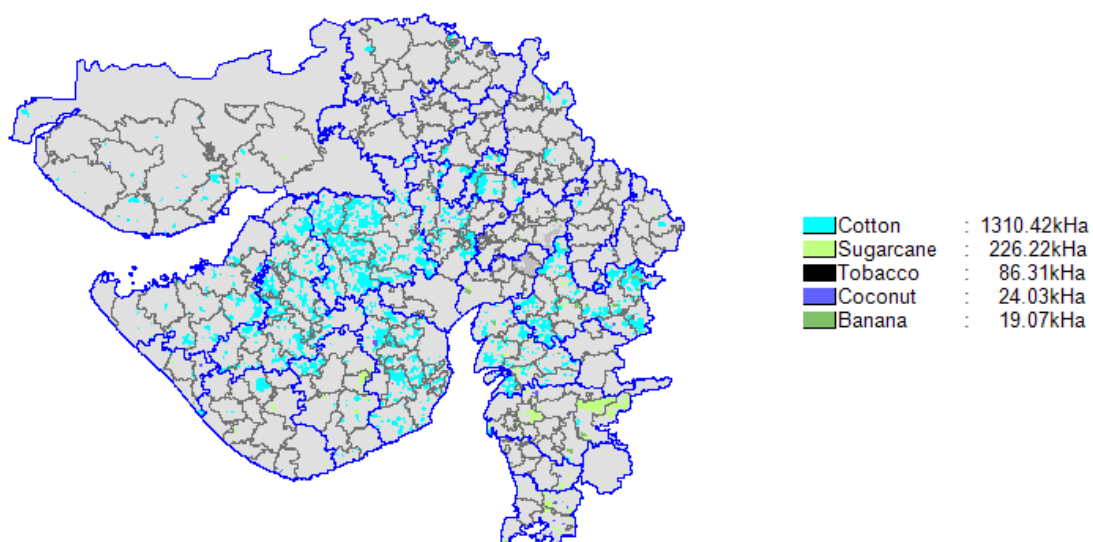 Cotton : 1310.42kHa
Sugarcane : 226.22kHa
Tobacco : 86.31kHa
Coconut : 24.03kHa
Banana : 19.07kHa